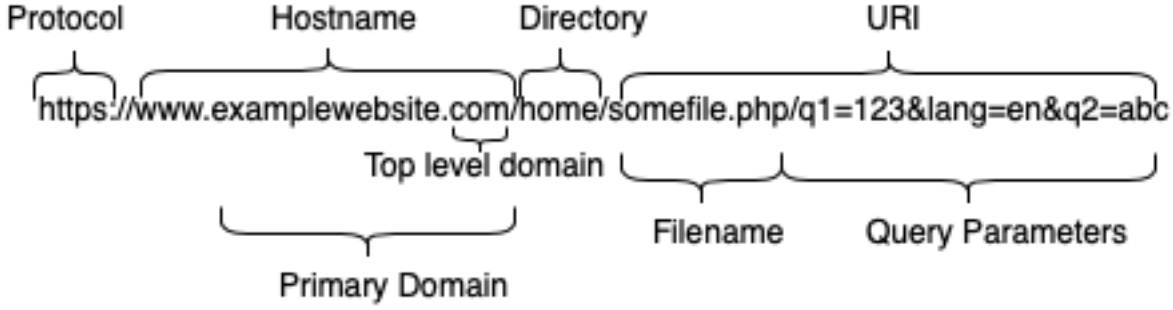 Protocol Hostname Directory URI
https://www.examplewebsite.com/home/somefile.php/q1=123&lang=en&q2=abc
Top level domain
Filename Query Parameters
Primary Domain